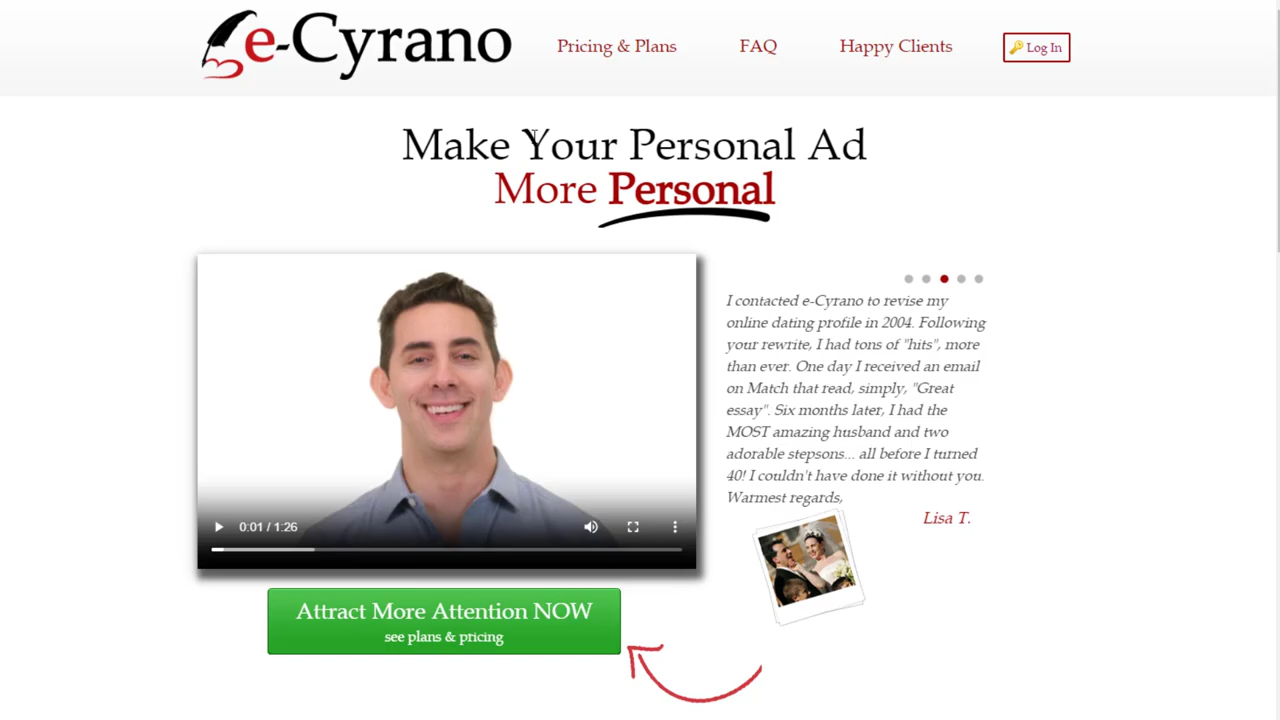 e-Cyrano
Pricing & Plans
FAQ
Happy Clients
Log In
Make Your Personal Ad
More Personal
I contacted e-Cyrano to revise my
online dating profile in 2004. Following
your rewrite, I had tons of "hits", more
than ever. One day I received an email
on Match that read, simply, "Great
essay". Six months later, I had the
MOST amazing husband and two
adorable stepsons... all before I turned
40! I couldn't have done it without you.
Warmest regards,
Lisa T.
0:01 / 1:26
Attract More Attention NOW
see plans & pricing